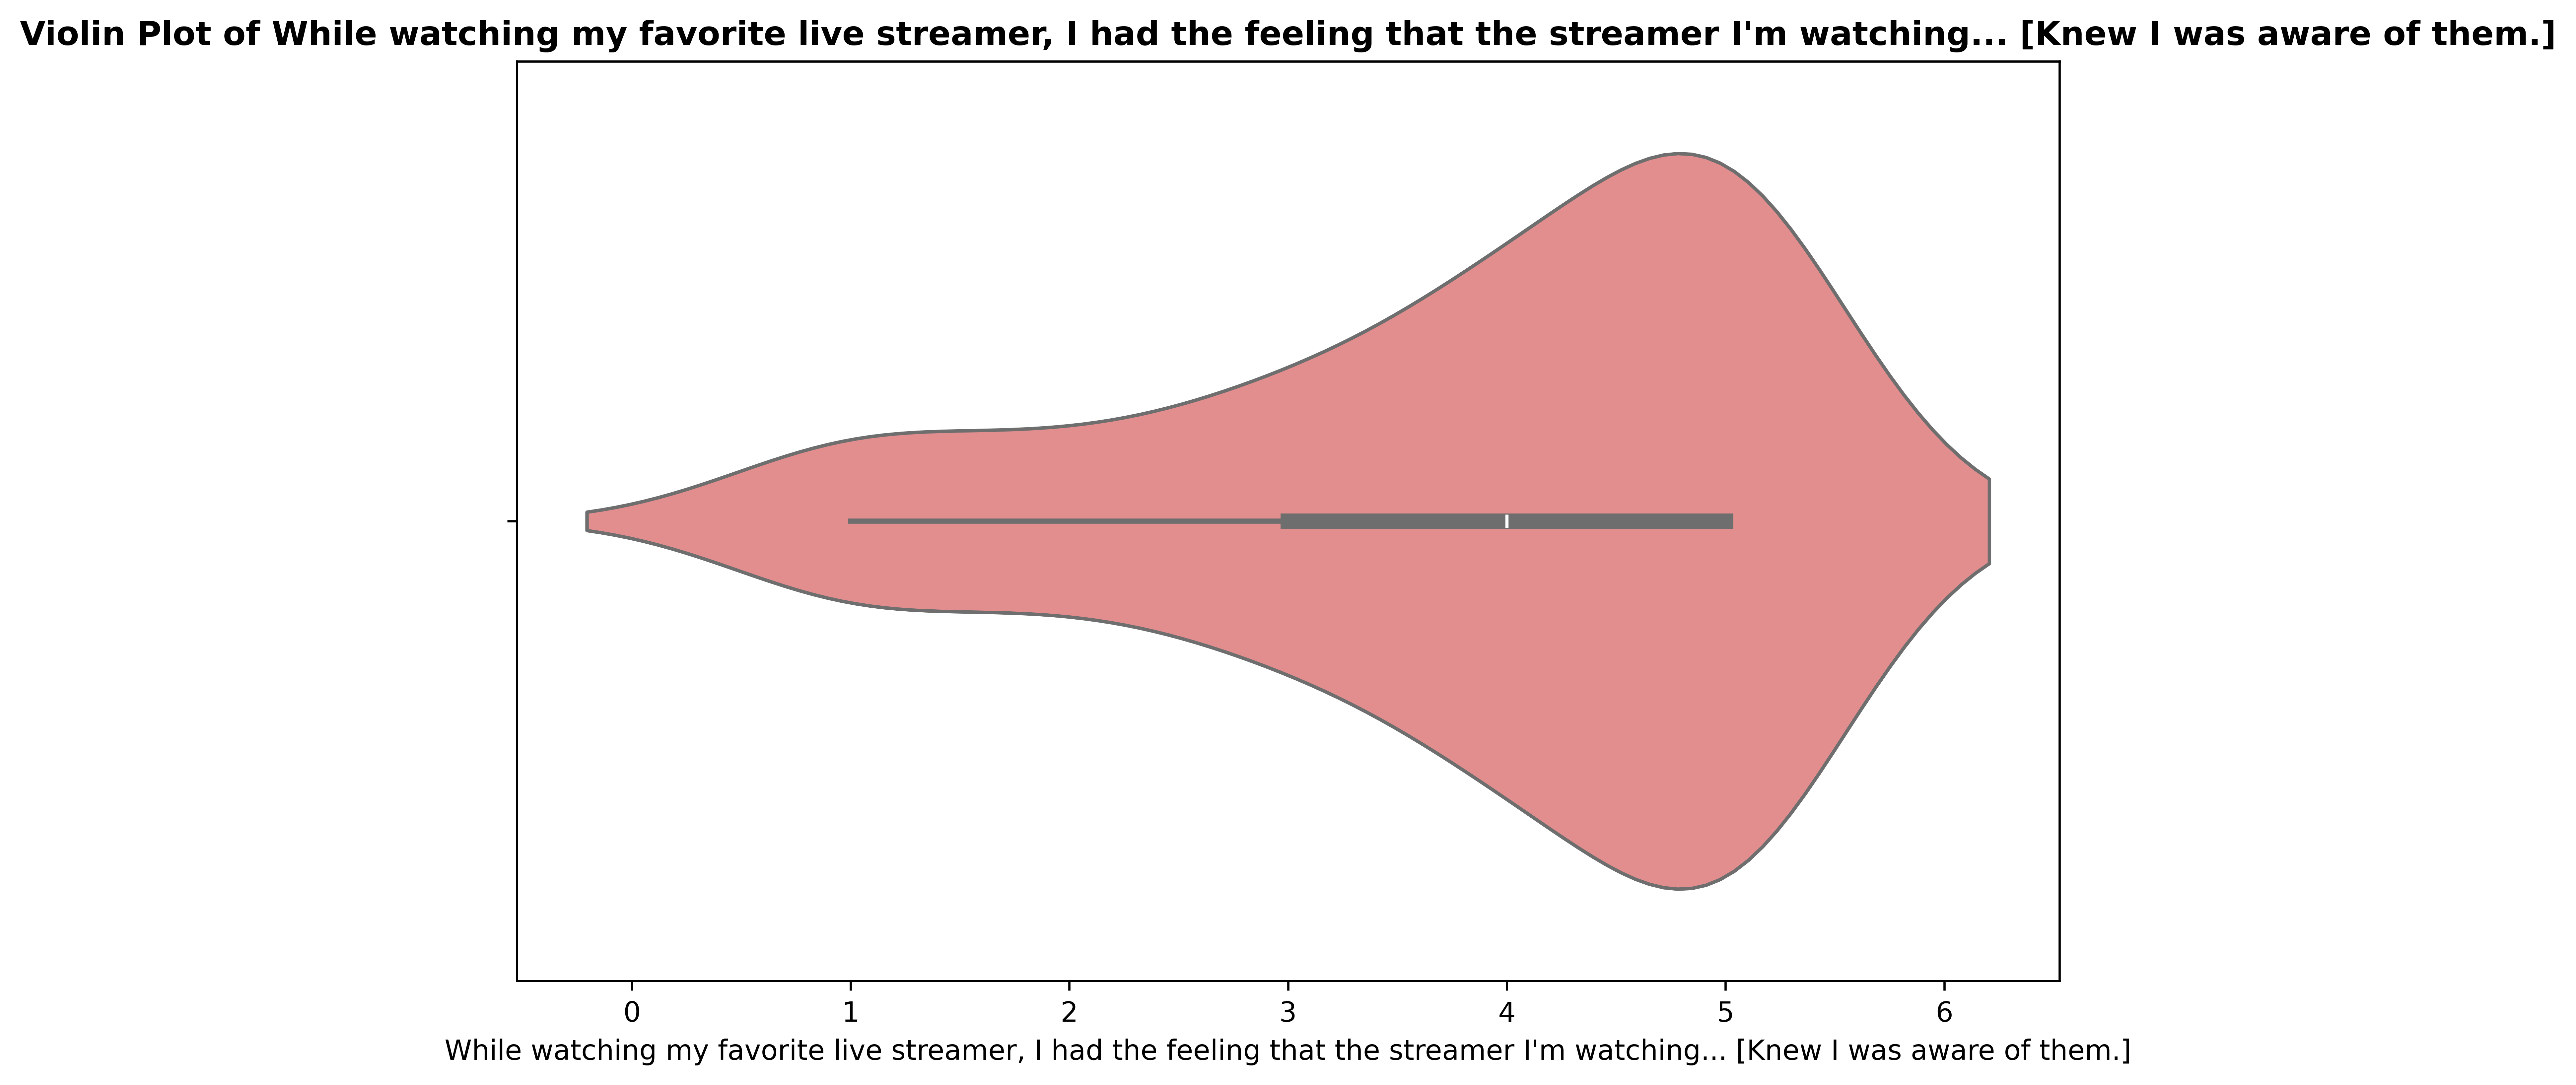 Violin Plot of While watching my favorite live streamer, I had the feeling that the streamer I'm watching... [Knew I was aware of them.]
0 1 2 3 4 5 6
While watching my favorite live streamer, I had the feeling that the streamer I'm watching... [Knew I was aware of them.]